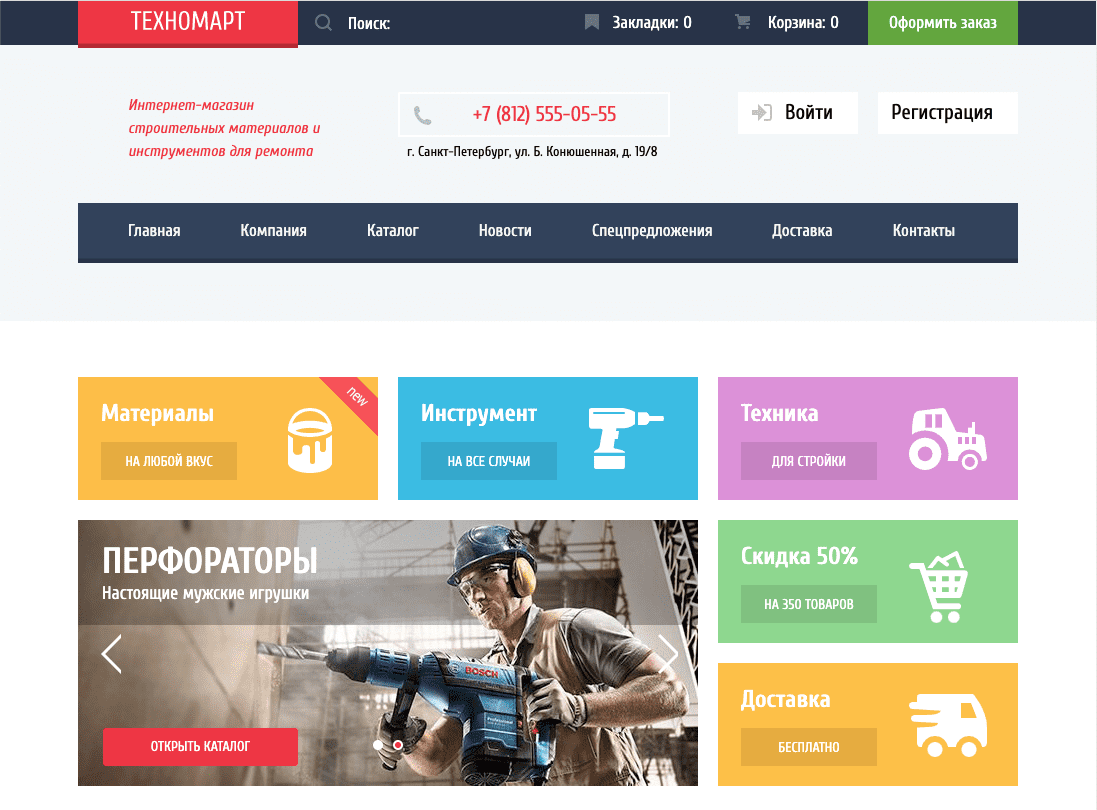 ТЕХНОМАРТ
Поиск:
Закладки: 0
Корзина: 0
Оформить заказ
Интернет-магазин
строительных материалов и
инструментов для ремонта
+7 (812) 555-05-55
г. Санкт-Петербург, ул. Б. Конюшенная, д. 19/8
Войти
Регистрация
Главная
Компания
Каталог
Новости
Спецпредложения
Доставка
Контакты
Материалы
НА ЛЮБОЙ ВКУС
new
Инструмент
НА ВСЕ СЛУЧАИ
Техника
ДЛЯ СТРОЙКИ
ПЕРФОРАТОРЫ
Настоящие мужские игрушки
BOSCH
Professional
ОТКРЫТЬ КАТАЛОГ
Скидка 50%
НА 350 ТОВАРОВ
Доставка
БЕСПЛАТНО